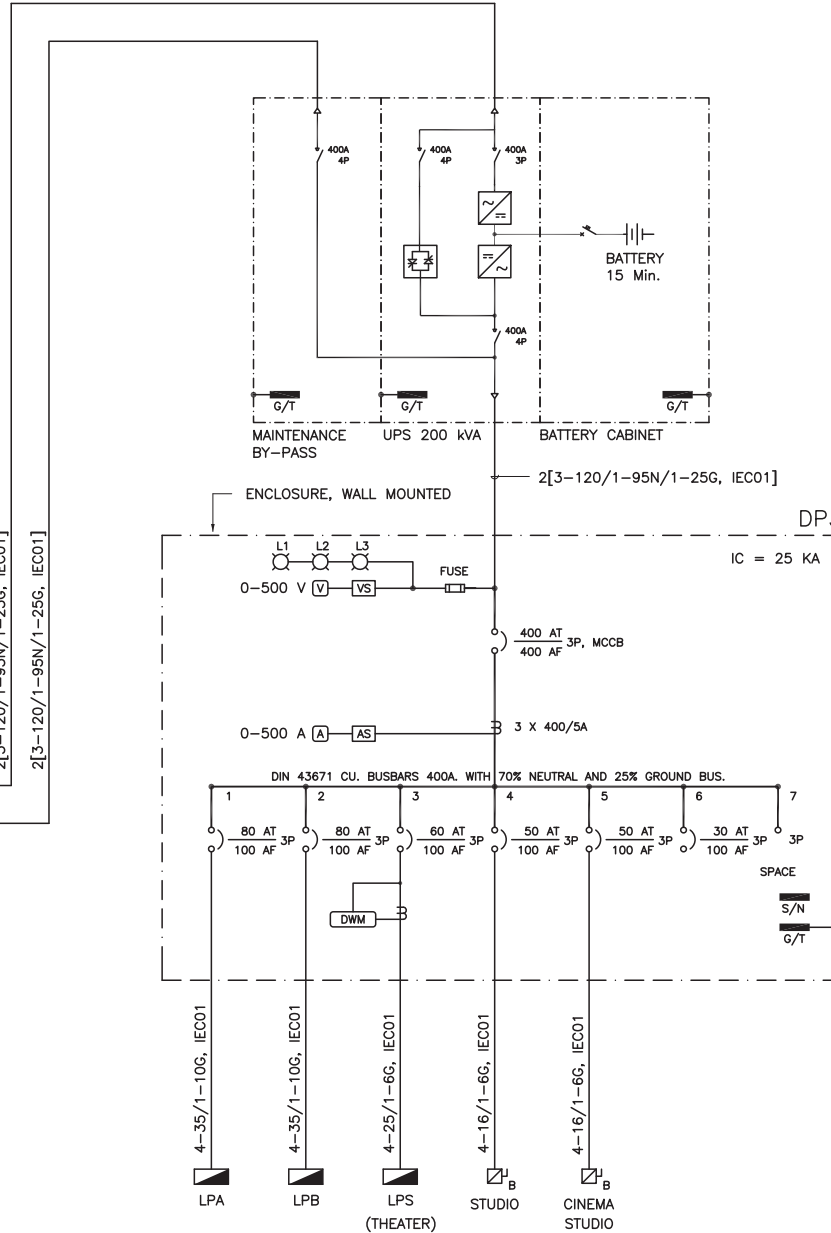 400A
4P
400A
4P
400A
3P
BATTERY
15 Min.
400A
4P
G/T
G/T
G/T
MAINTENANCE
BY-PASS
UPS 200 kVA
BATTERY CABINET
2[3-120/1-95N/1-25G, IEC01]
ENCLOSURE, WALL MOUNTED
IC = 25 KA
L1 L2 L3
FUSE
0-500 V V VS
400 AT
400 AF
3P, MCCB
2[3-120/1-95N/1-25G, IEC01]
2[3-120/1-95N/1-25G, IEC01]
0-500 A A AS
3 X 400/5A
DIN 43671 CU. BUSBARS 400A. WITH 70% NEUTRAL AND 25% GROUND BUS.
1 2 3 4 5 6 7
80 AT
100 AF
3P
80 AT
100 AF
3P
60 AT
100 AF
3P
50 AT
100 AF
3P
50 AT
100 AF
3P
30 AT
100 AF
3P
3P
SPACE
DWM
S/N
G/T
4-35/1-10G, IEC01
4-35/1-10G, IEC01
4-25/1-6G, IEC01
4-16/1-6G, IEC01
4-16/1-6G, IEC01
B
B
LPA
LPB
LPS
(THEATER)
STUDIO
CINEMA
STUDIO